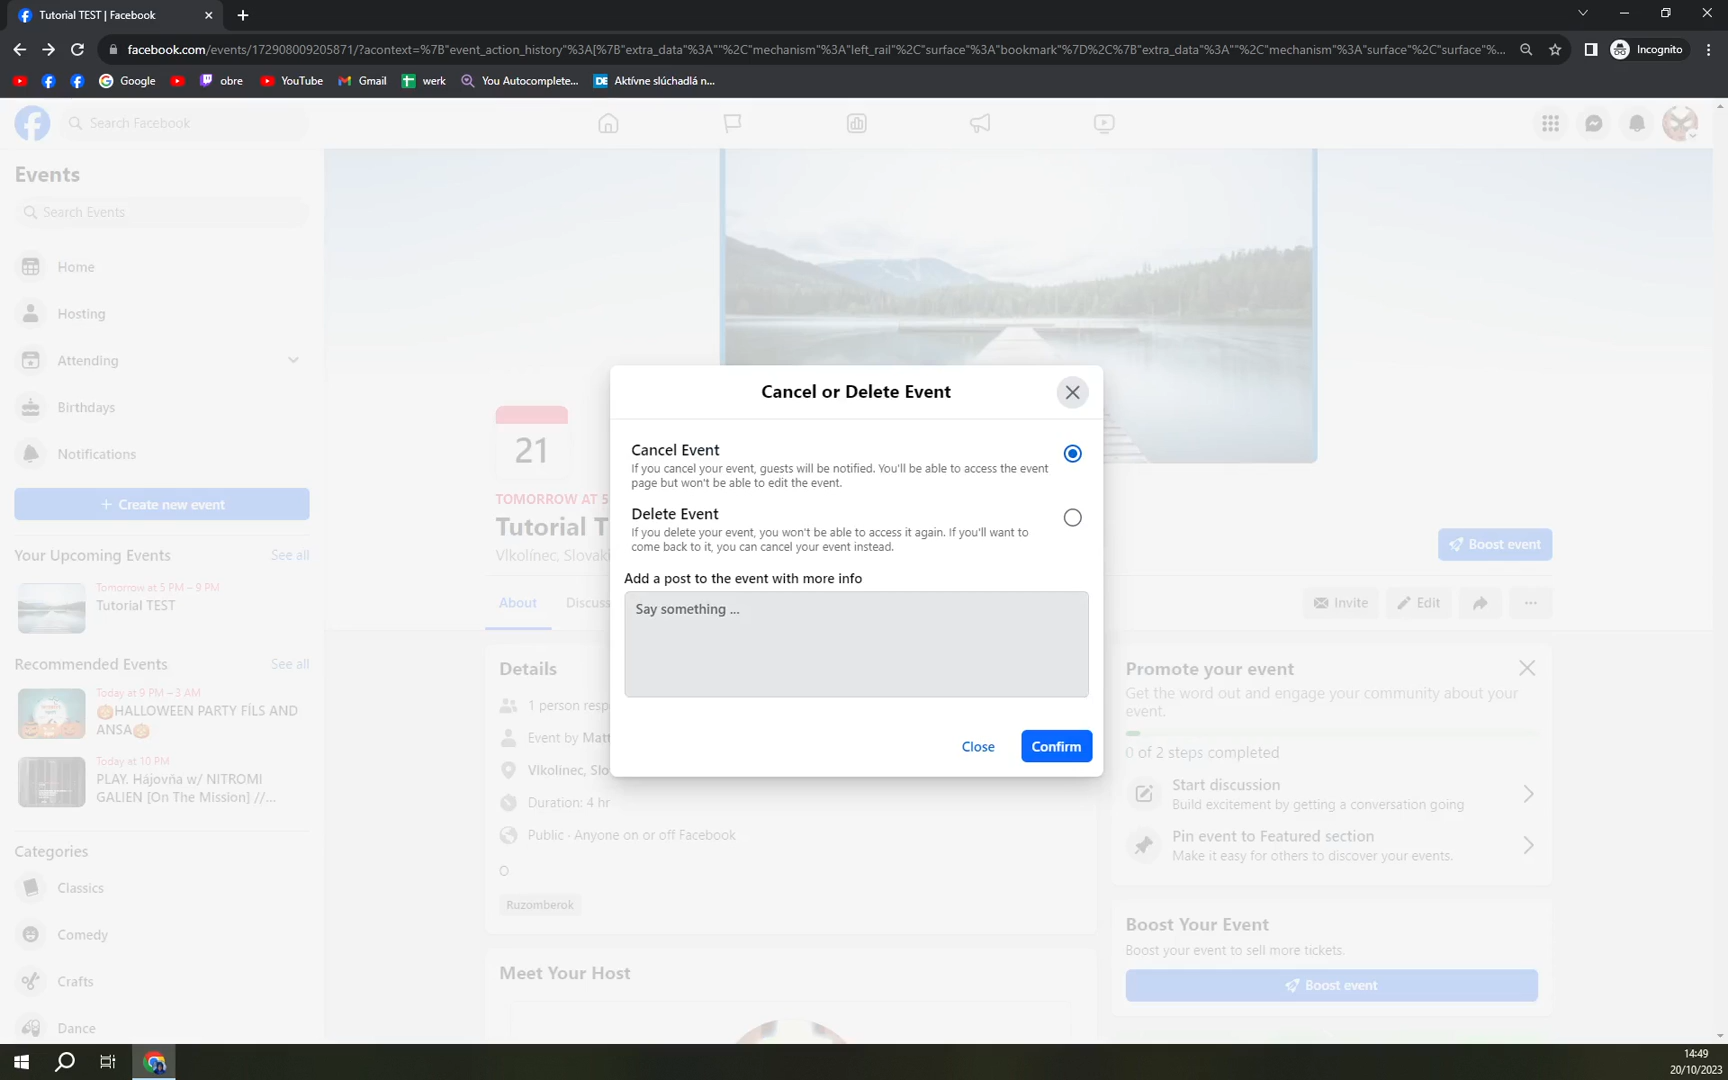 Tutorial TEST | Facebook
facebook.com/events/172908009205871/?acontext=%7B"event_action_history"%3A[%7B"extra_data"%3A""%2C"mechanism"%3A"left_rail"%2C"surface"%3A"bookmark"%7D%2C%7B"extra_data"%3A""%2C"mechanism"%3A"surface"%2C"surface"%...
Incognito
Google
obre
YouTube
Gmail
werk
You Autocomplete...
Aktívne slúchadlá n...
Search Facebook
Events
Search Events
Home
Hosting
Attending
Birthdays
Notifications
+ Create new event
Your Upcoming Events
See all
Tomorrow at 5 PM – 9 PM
Tutorial TEST
Recommended Events
See all
Today at 9 PM – 3 AM
🎃HALLOWEEN PARTY FÍLS AND
ANSA🎃
Today at 10 PM
PLAY. Hájovňa w/ NITROMI
GALIEN [On The Mission] //...
Categories
Classics
Comedy
Crafts
Dance
21
TOMORROW AT 5
Tutorial T
Vlkolínec, Slovaki
About
Discuss
Boost event
Invite
Edit
Cancel or Delete Event
Cancel Event
If you cancel your event, guests will be notified. You'll be able to access the event
page but won't be able to edit the event.
Delete Event
If you delete your event, you won't be able to access it again. If you'll want to
come back to it, you can cancel your event instead.
Add a post to the event with more info
Say something ...
Close
Confirm
Details
1 person resp
Event by Matt
Vlkolinec, Slo
Duration: 4 hr
Public · Anyone on or off Facebook
O
Ruzomberok
Meet Your Host
Promote your event
Get the word out and engage your community about your
event.
0 of 2 steps completed
Start discussion
Build excitement by getting a conversation going
Pin event to Featured section
Make it easy for others to discover your events.
Boost Your Event
Boost your event to sell more tickets.
Boost event
14:49
20/10/2023